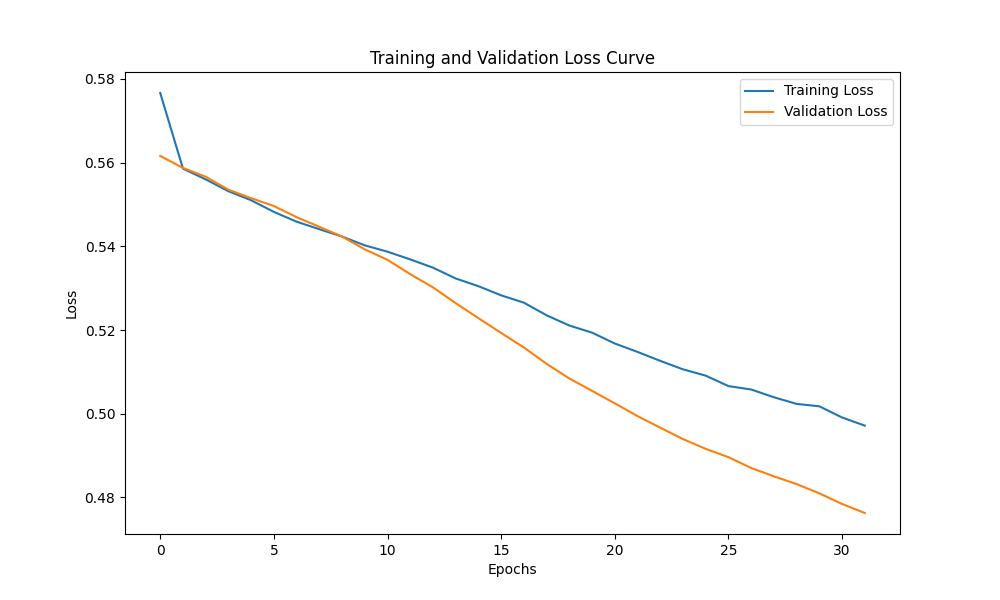 Training and Validation Loss Curve
Training Loss
Validation Loss
0.58
0.56
0.54
0.52
0.50
0.48
Loss
0 5 10 15 20 25 30
Epochs